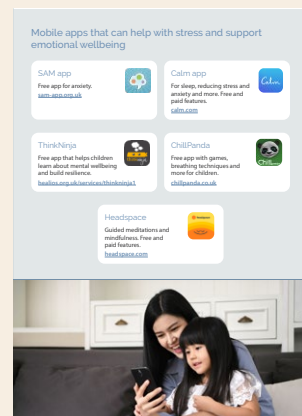 Mobile apps that can help with stress and support
emotional wellbeing
SAM app
Free app for anxiety.
sam-app.org.uk
Calm app
For sleep, reducing stress and
anxiety and more. Free and
paid features.
calm.com
Calm
ThinkNinja
Free app that helps children
learn about mental wellbeing
and build resilience.
healios.org.uk/services/thinkninja1
ChillPanda
Free app with games,
breathing techniques and
more for children.
chillpanda.co.uk
Chill
Headspace
Guided meditations and
mindfulness. Free and
paid features.
headspace.com